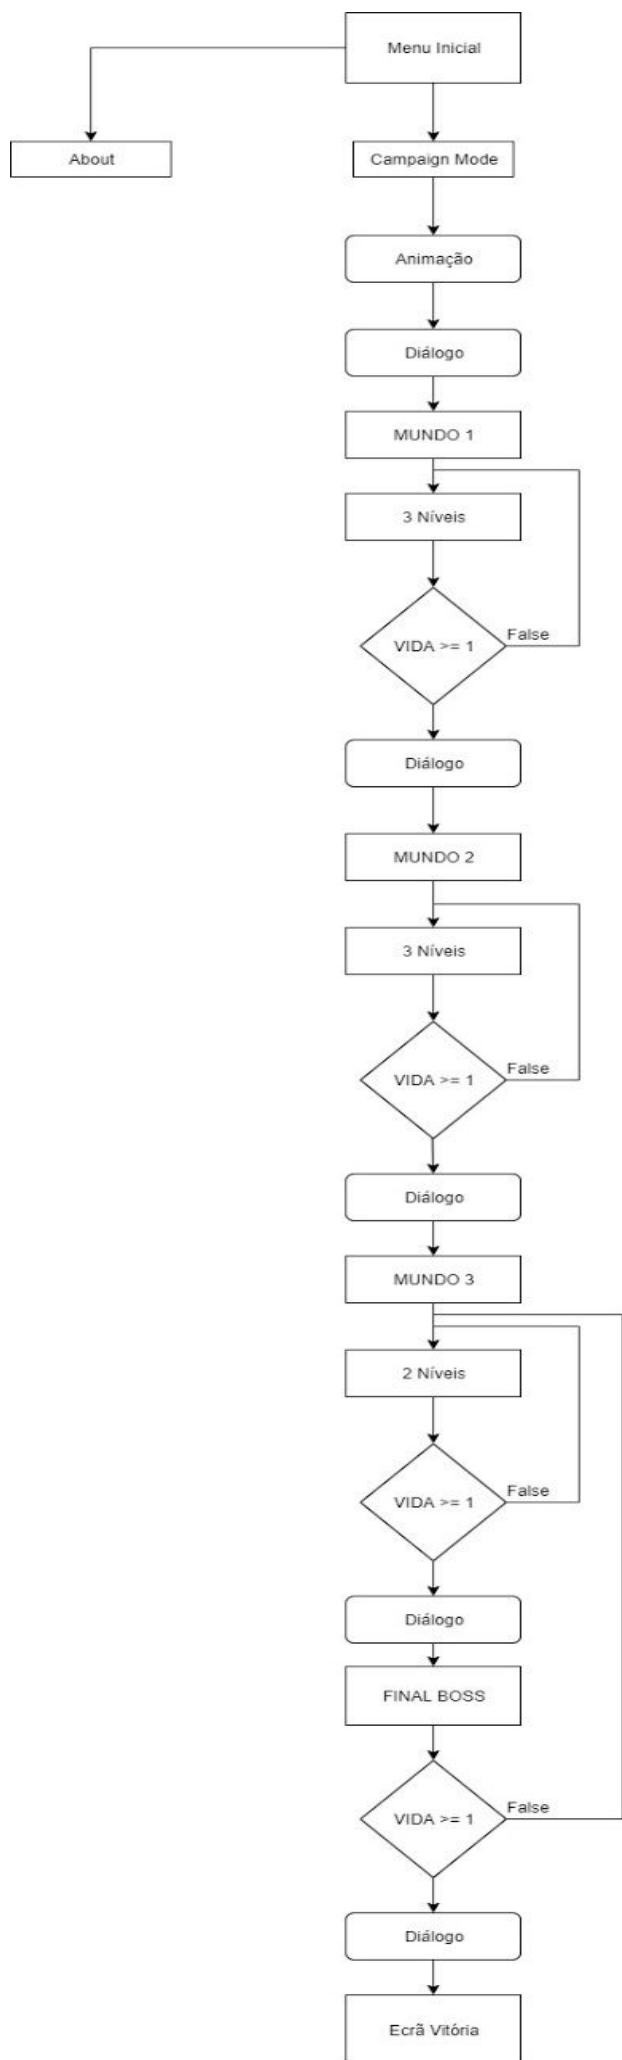 Menu Inicial
About
Campaign Mode
Animação
Diálogo
MUNDO 1
3 Níveis
VIDA >= 1
False
Diálogo
MUNDO 2
3 Níveis
VIDA >= 1
False
Diálogo
MUNDO 3
2 Níveis
VIDA >= 1
False
Diálogo
FINAL BOSS
VIDA >= 1
False
Diálogo
Ecrã Vitória